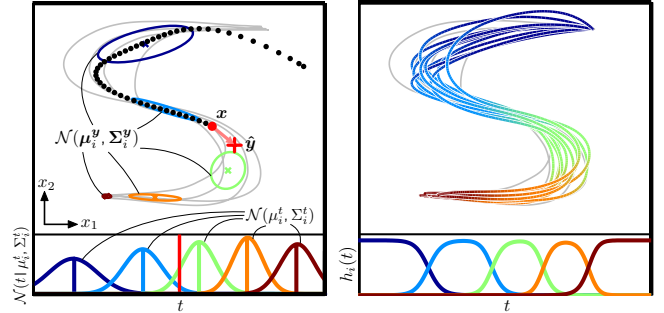 x
ŷ
𝒩(μᵢʸ, Σᵢʸ)
x₂
x₁
𝒩(μᵢᵗ, Σᵢᵗ)
𝒩(t | μᵢᵗ, Σᵢᵗ)
t
hᵢ(t)
t